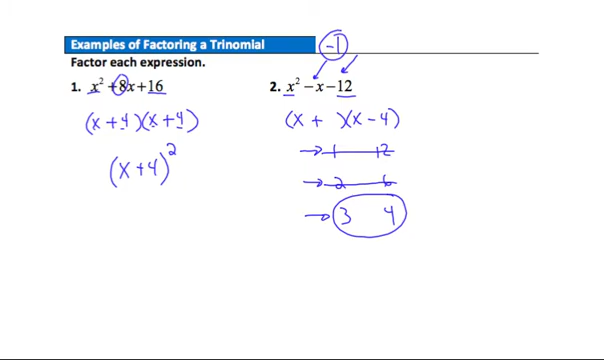 Examples of Factoring a Trinomial
-1
Factor each expression.
1. x² + 8x + 16
(x + 4)(x + 4)
(x + 4)²
2. x² − x − 12
(x +   )(x − 4)
1 12
2 6
3 4